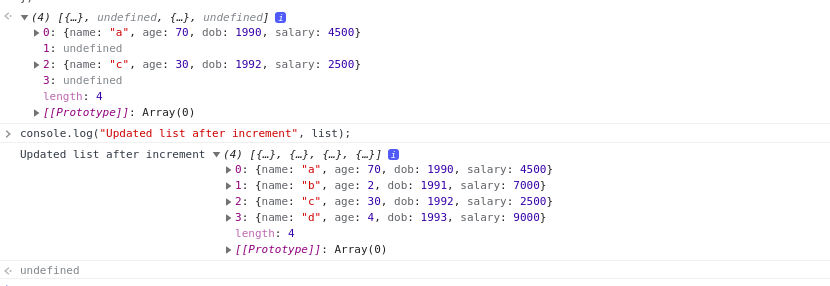 (4) [{…}, undefined, {…}, undefined] i
0: {name: "a", age: 70, dob: 1990, salary: 4500}
1: undefined
2: {name: "c", age: 30, dob: 1992, salary: 2500}
3: undefined
length: 4
[[Prototype]]: Array(0)
console.log("Updated list after increment", list);
Updated list after increment (4) [{…}, {…}, {…}, {…}] i
0: {name: "a", age: 70, dob: 1990, salary: 4500}
1: {name: "b", age: 2, dob: 1991, salary: 7000}
2: {name: "c", age: 30, dob: 1992, salary: 2500}
3: {name: "d", age: 4, dob: 1993, salary: 9000}
length: 4
[[Prototype]]: Array(0)
undefined